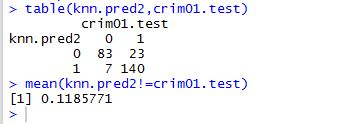 > table(knn.pred2,crim01.test)
         crim01.test
knn.pred2   0   1
        0  83  23
        1   7 140
> mean(knn.pred2!=crim01.test)
[1] 0.1185771
>